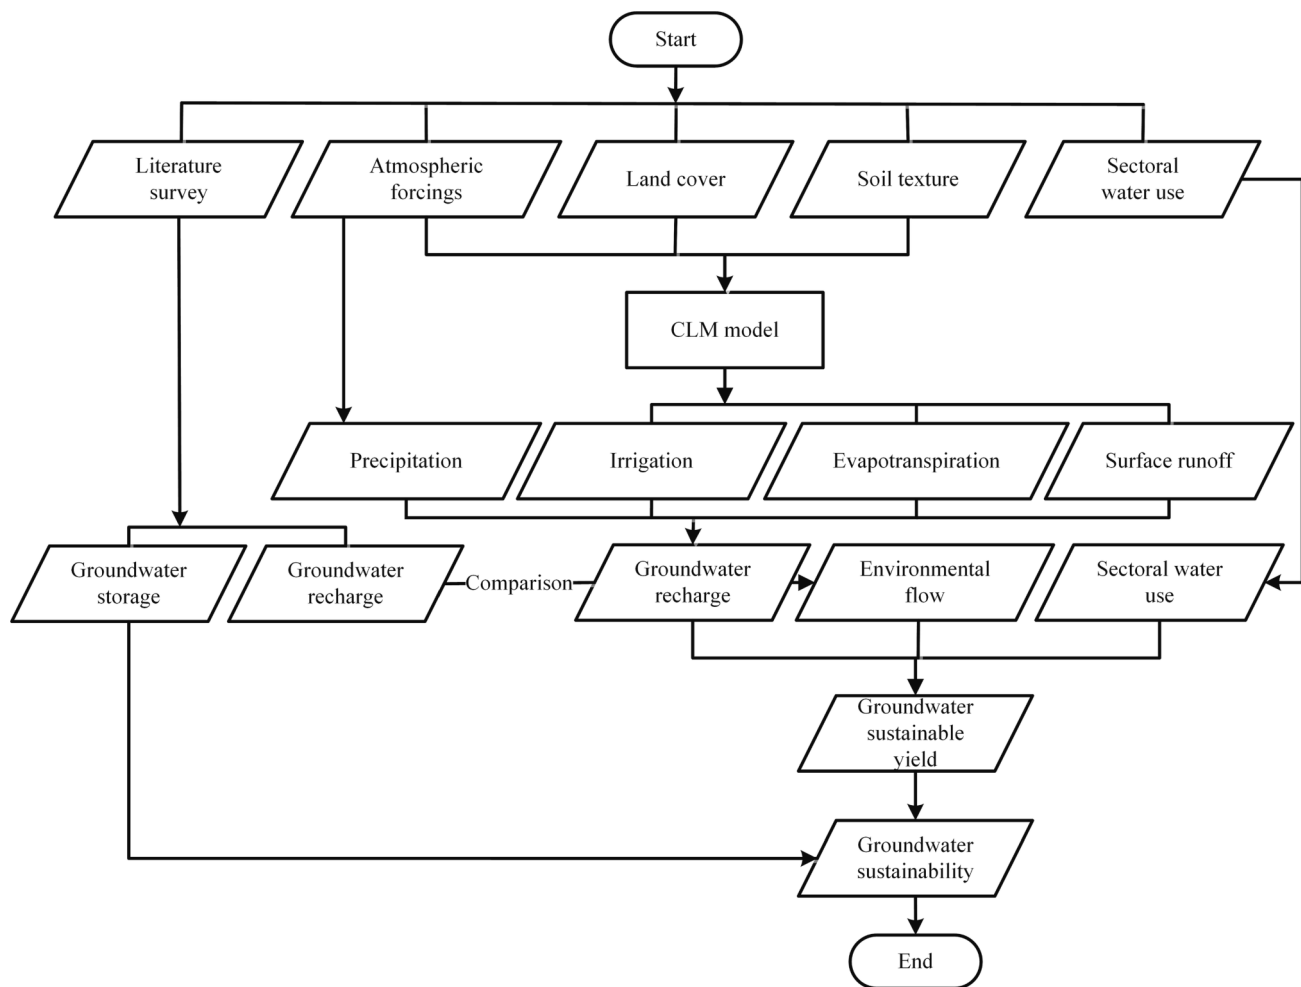 Start
Literature
survey
Atmospheric
forcings
Land cover
Soil texture
Sectoral
water use
CLM model
Precipitation
Irrigation
Evapotranspiration
Surface runoff
Groundwater
storage
Groundwater
recharge
Comparison
Groundwater
recharge
Environmental
flow
Sectoral water
use
Groundwater
sustainable
yield
Groundwater
sustainability
End